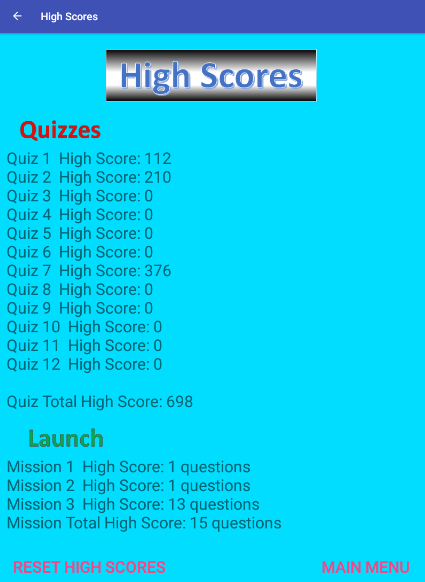 High Scores
High Scores
Quizzes
Quiz 1  High Score: 112
Quiz 2  High Score: 210
Quiz 3  High Score: 0
Quiz 4  High Score: 0
Quiz 5  High Score: 0
Quiz 6  High Score: 0
Quiz 7  High Score: 376
Quiz 8  High Score: 0
Quiz 9  High Score: 0
Quiz 10  High Score: 0
Quiz 11  High Score: 0
Quiz 12  High Score: 0
Quiz Total High Score: 698
Launch
Mission 1  High Score: 1 questions
Mission 2  High Score: 1 questions
Mission 3  High Score: 13 questions
Mission Total High Score: 15 questions
RESET HIGH SCORES MAIN MENU